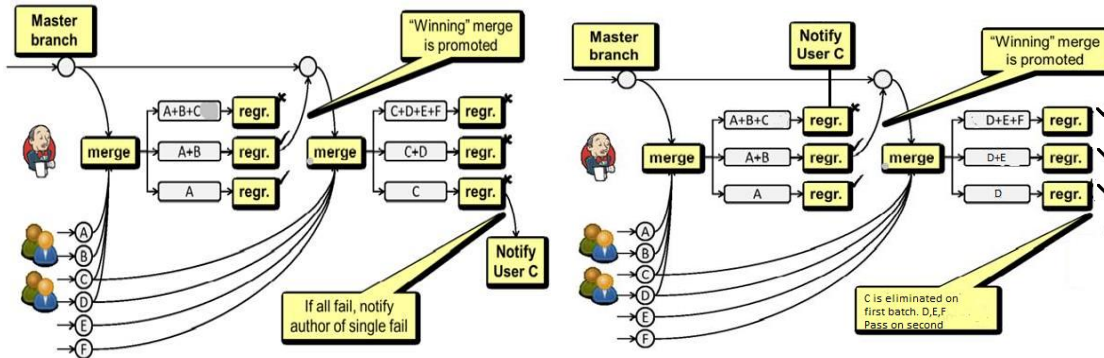 Master
branch
“Winning” merge
is promoted
A+B+C
regr.
C+D+E+F
regr.
merge
A+B
regr.
merge
C+D
regr.
A
regr.
C
regr.
A
B
C
D
E
F
If all fail, notify
author of single fail
Notify
User C
Master
branch
Notify
User C
“Winning” merge
is promoted
A+B+C
regr.
D+E+F
regr.
merge
A+B
regr.
merge
D+E
regr.
A
regr.
D
regr.
A
B
C
D
E
F
C is eliminated on
first batch. D,E,F
Pass on second